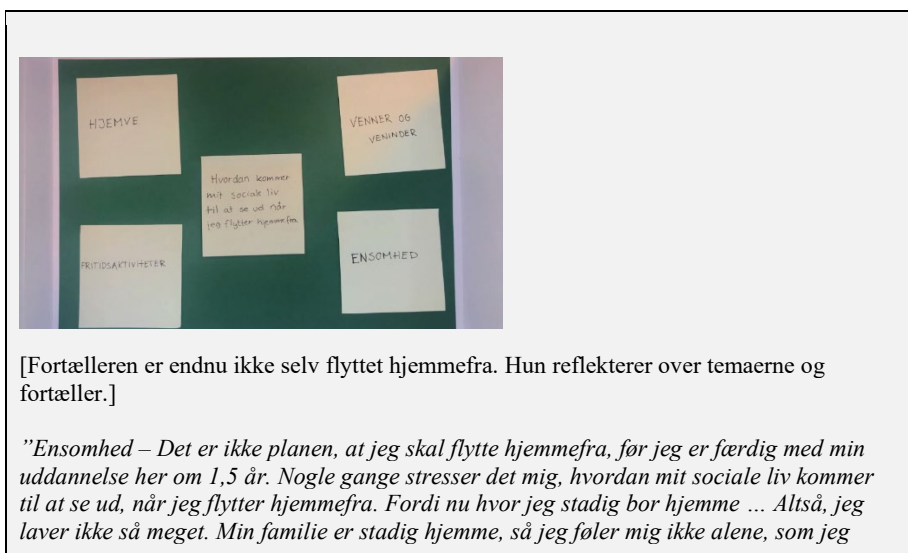 HJEMVE
VENNER OG
VENINDER
Hvordan kommer
mit sociale liv
til at se ud når
jeg flytter hjemmefra
FRITIDSAKTIVITETER
ENSOMHED
[Fortælleren er endnu ikke selv flyttet hjemmefra. Hun reflekterer over temaerne og
fortæller.]
”Ensomhed – Det er ikke planen, at jeg skal flytte hjemmefra, før jeg er færdig med min
uddannelse her om 1,5 år. Nogle gange stresser det mig, hvordan mit sociale liv kommer
til at se ud, når jeg flytter hjemmefra. Fordi nu hvor jeg stadig bor hjemme … Altså, jeg
laver ikke så meget. Min familie er stadig hjemme, så jeg føler mig ikke alene, som jeg